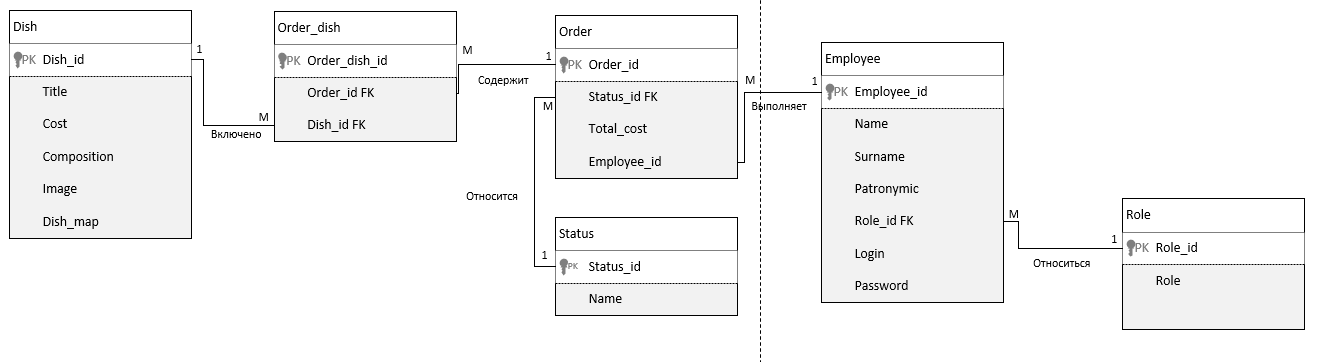 Dish
PK Dish_id
Title
Cost
Composition
Image
Dish_map
1
M
Включено
Order_dish
PK Order_dish_id
Order_id FK
Dish_id FK
M
1
Содержит
Order
PK Order_id
Status_id FK
Total_cost
Employee_id
M
Относится
1
Status
PK Status_id
Name
M
1
Выполняет
Employee
PK Employee_id
Name
Surname
Patronymic
Role_id FK
Login
Password
M
1
Относиться
Role
PK Role_id
Role